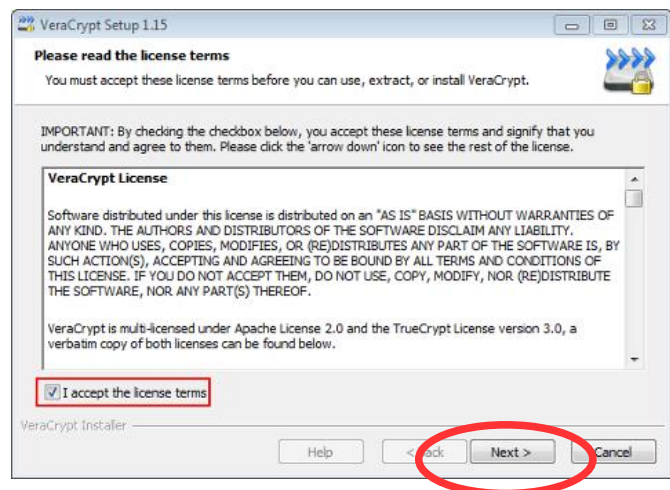 VeraCrypt Setup 1.15
Please read the license terms
You must accept these license terms before you can use, extract, or install VeraCrypt.
IMPORTANT: By checking the checkbox below, you accept these license terms and signify that you
understand and agree to them. Please click the 'arrow down' icon to see the rest of the license.
VeraCrypt License
Software distributed under this license is distributed on an "AS IS" BASIS WITHOUT WARRANTIES OF
ANY KIND. THE AUTHORS AND DISTRIBUTORS OF THE SOFTWARE DISCLAIM ANY LIABILITY.
ANYONE WHO USES, COPIES, MODIFIES, OR (RE)DISTRIBUTES ANY PART OF THE SOFTWARE IS, BY
SUCH ACTION(S), ACCEPTING AND AGREEING TO BE BOUND BY ALL TERMS AND CONDITIONS OF
THIS LICENSE. IF YOU DO NOT ACCEPT THEM, DO NOT USE, COPY, MODIFY, NOR (RE)DISTRIBUTE
THE SOFTWARE, NOR ANY PART(S) THEREOF.
VeraCrypt is multi-licensed under Apache License 2.0 and the TrueCrypt License version 3.0, a
verbatim copy of both licenses can be found below.
I accept the license terms
VeraCrypt Installer
Help < Back Next > Cancel